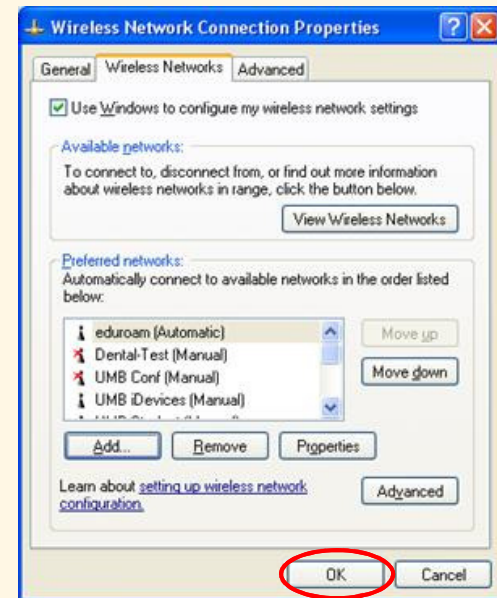 Wireless Network Connection Properties
General Wireless Networks Advanced
Use Windows to configure my wireless network settings
Available networks:
To connect to, disconnect from, or find out more information
about wireless networks in range, click the button below.
View Wireless Networks
Preferred networks:
Automatically connect to available networks in the order listed
below:
eduroam (Automatic)
Move up
Dental-Test (Manual)
UMB Conf (Manual)
Move down
UMB iDevices (Manual)
Add... Remove Properties
Learn about setting up wireless network
configuration.
Advanced
OK Cancel